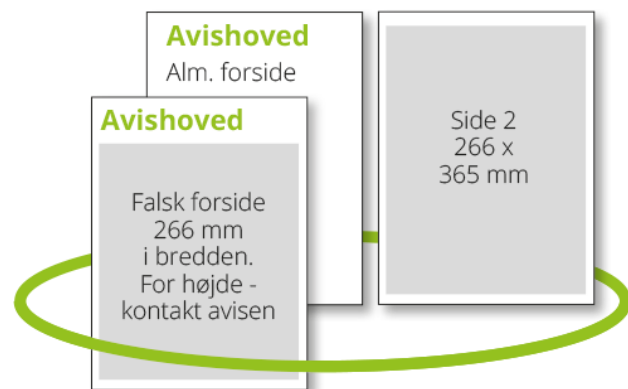 Avishoved
Alm. forside
Avishoved
Falsk forside
266 mm
i bredden.
For højde -
kontakt avisen
Side 2
266 x
365 mm